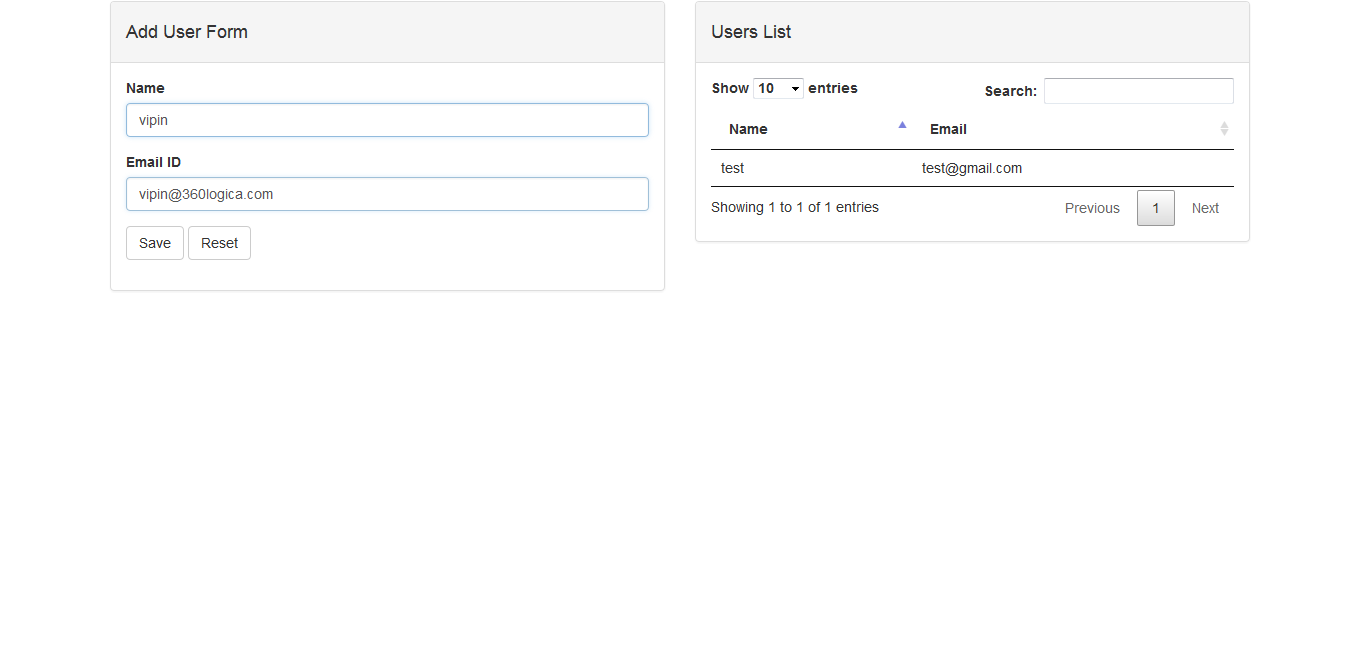 Add User Form
Name
vipin
Email ID
vipin@360logica.com
Save Reset
Users List
Show 10 entries Search:
Name Email
test test@gmail.com
Showing 1 to 1 of 1 entries Previous 1 Next